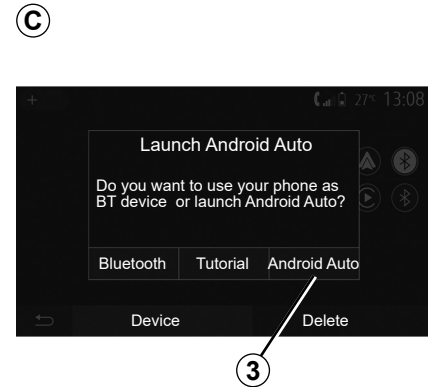 C
+ 27°C 13:08
Launch Android Auto
Do you want to use your phone as
BT device or launch Android Auto?
Bluetooth Tutorial Android Auto
Device Delete
3